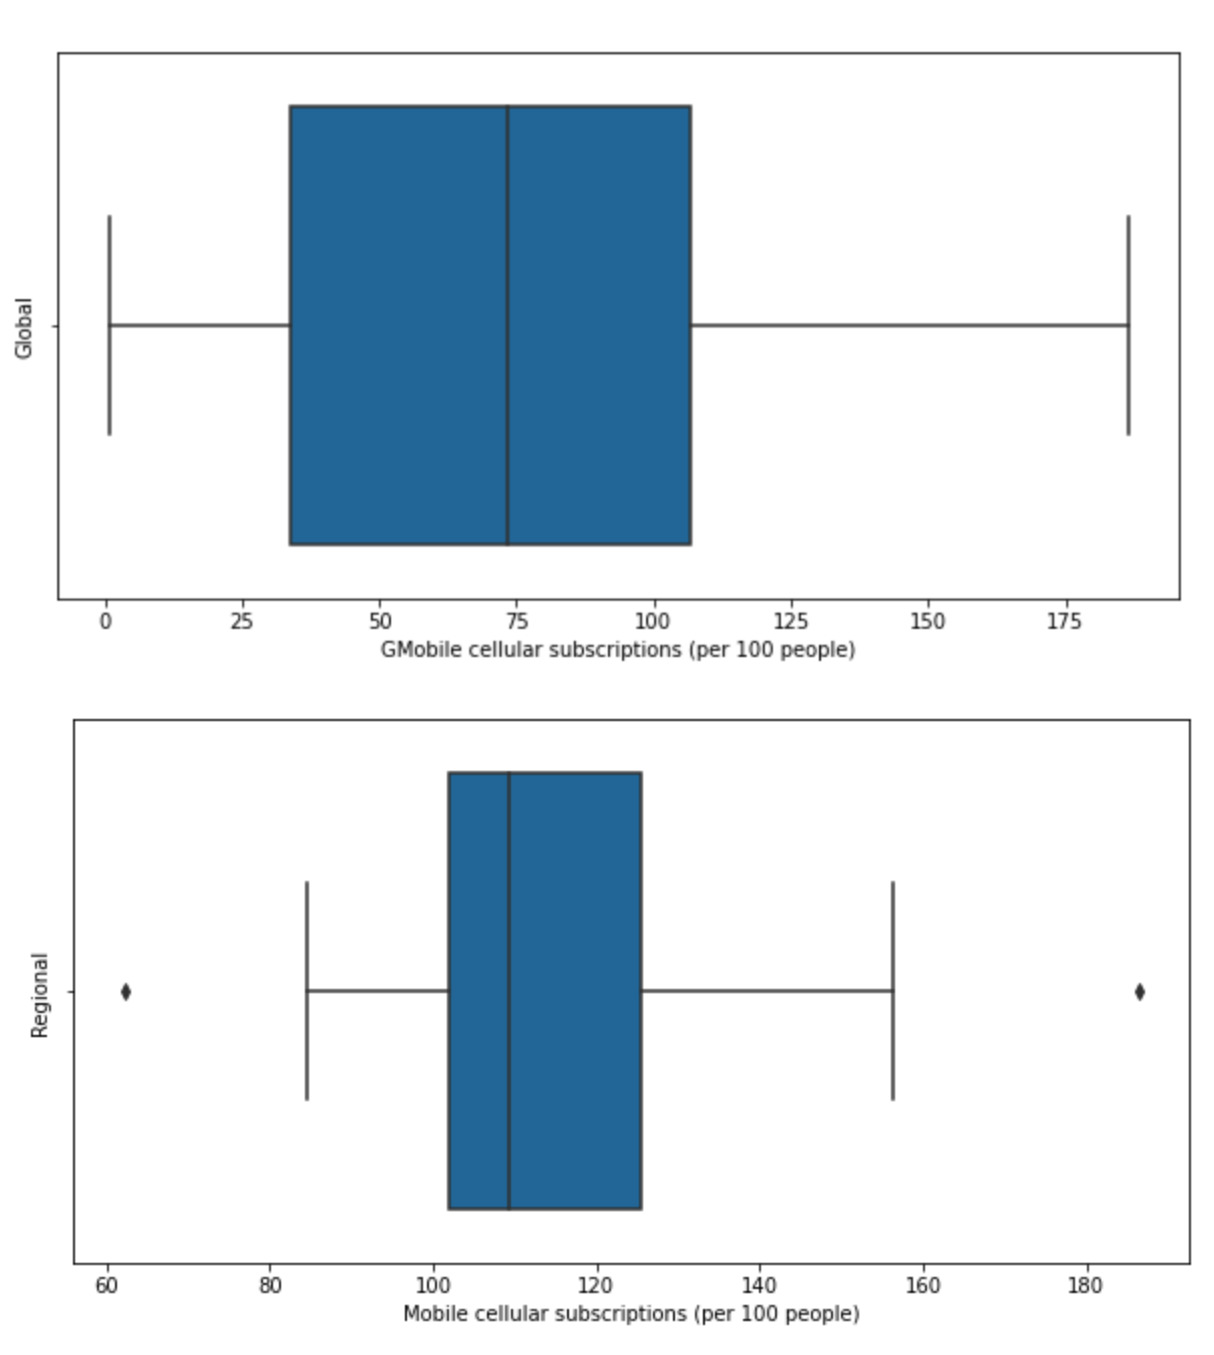 Global
0 25 50 75 100 125 150 175
GMobile cellular subscriptions (per 100 people)
Regional
60 80 100 120 140 160 180
Mobile cellular subscriptions (per 100 people)